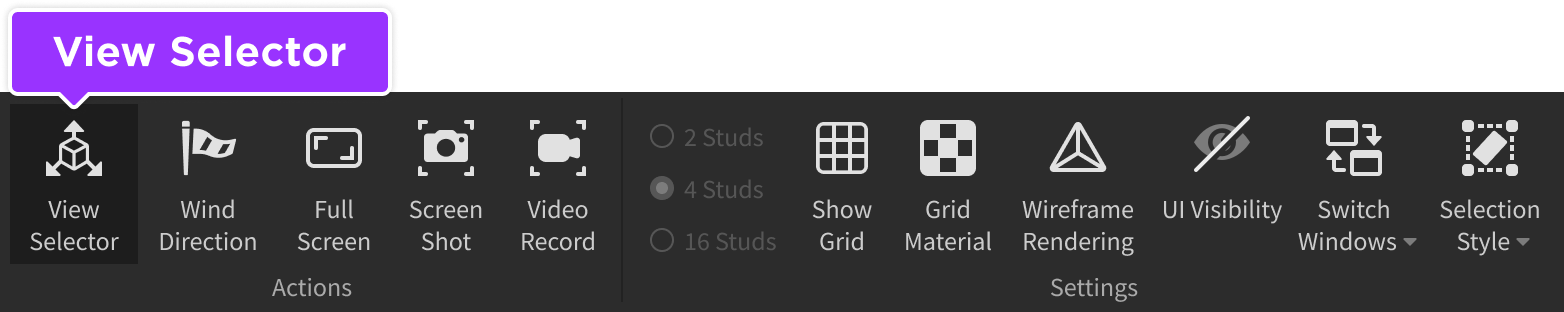 View Selector
View
Selector
Wind
Direction
Full
Screen
Screen
Shot
Video
Record
Actions
2 Studs
4 Studs
16 Studs
Show
Grid
Grid
Material
Wireframe
Rendering
UI Visibility
Switch
Windows
Selection
Style
Settings